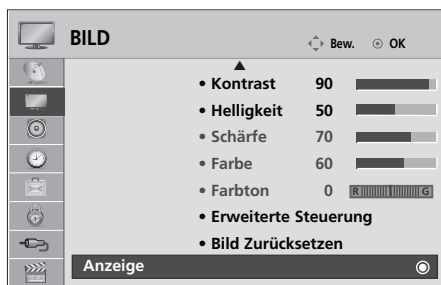 BILD Bew. OK
• Kontrast 90
• Helligkeit 50
• Schärfe 70
• Farbe 60
• Farbton 0 R G
• Erweiterte Steuerung
• Bild Zurücksetzen
Anzeige